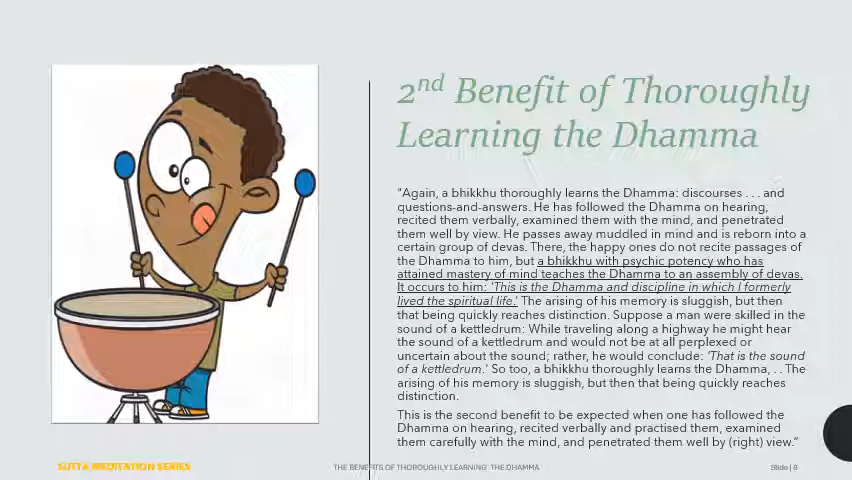 2nd Benefit of Thoroughly
Learning the Dhamma
"Again, a bhikkhu thoroughly learns the Dhamma: discourses . . . and
questions-and-answers. He has followed the Dhamma on hearing,
recited them verbally, examined them with the mind, and penetrated
them well by view. He passes away muddled in mind and is reborn into a
certain group of devas. There, the happy ones do not recite passages of
the Dhamma to him, but a bhikkhu with psychic potency who has
attained mastery of mind teaches the Dhamma to an assembly of devas.
It occurs to him: 'This is the Dhamma and discipline in which I formerly
lived the spiritual life.' The arising of his memory is sluggish, but then
that being quickly reaches distinction. Suppose a man were skilled in the
sound of a kettledrum: While traveling along a highway he might hear
the sound of a kettledrum and would not be at all perplexed or
uncertain about the sound; rather, he would conclude: 'That is the sound
of a kettledrum.' So too, a bhikkhu thoroughly learns the Dhamma, . . The
arising of his memory is sluggish, but then that being quickly reaches
distinction.
This is the second benefit to be expected when one has followed the
Dhamma on hearing, recited verbally and practised them, examined
them carefully with the mind, and penetrated them well by (right) view."
SUTTA MEDITATION SERIES
THE BENEFITS OF THOROUGHLY LEARNING THE DHAMMA
Slide | 8